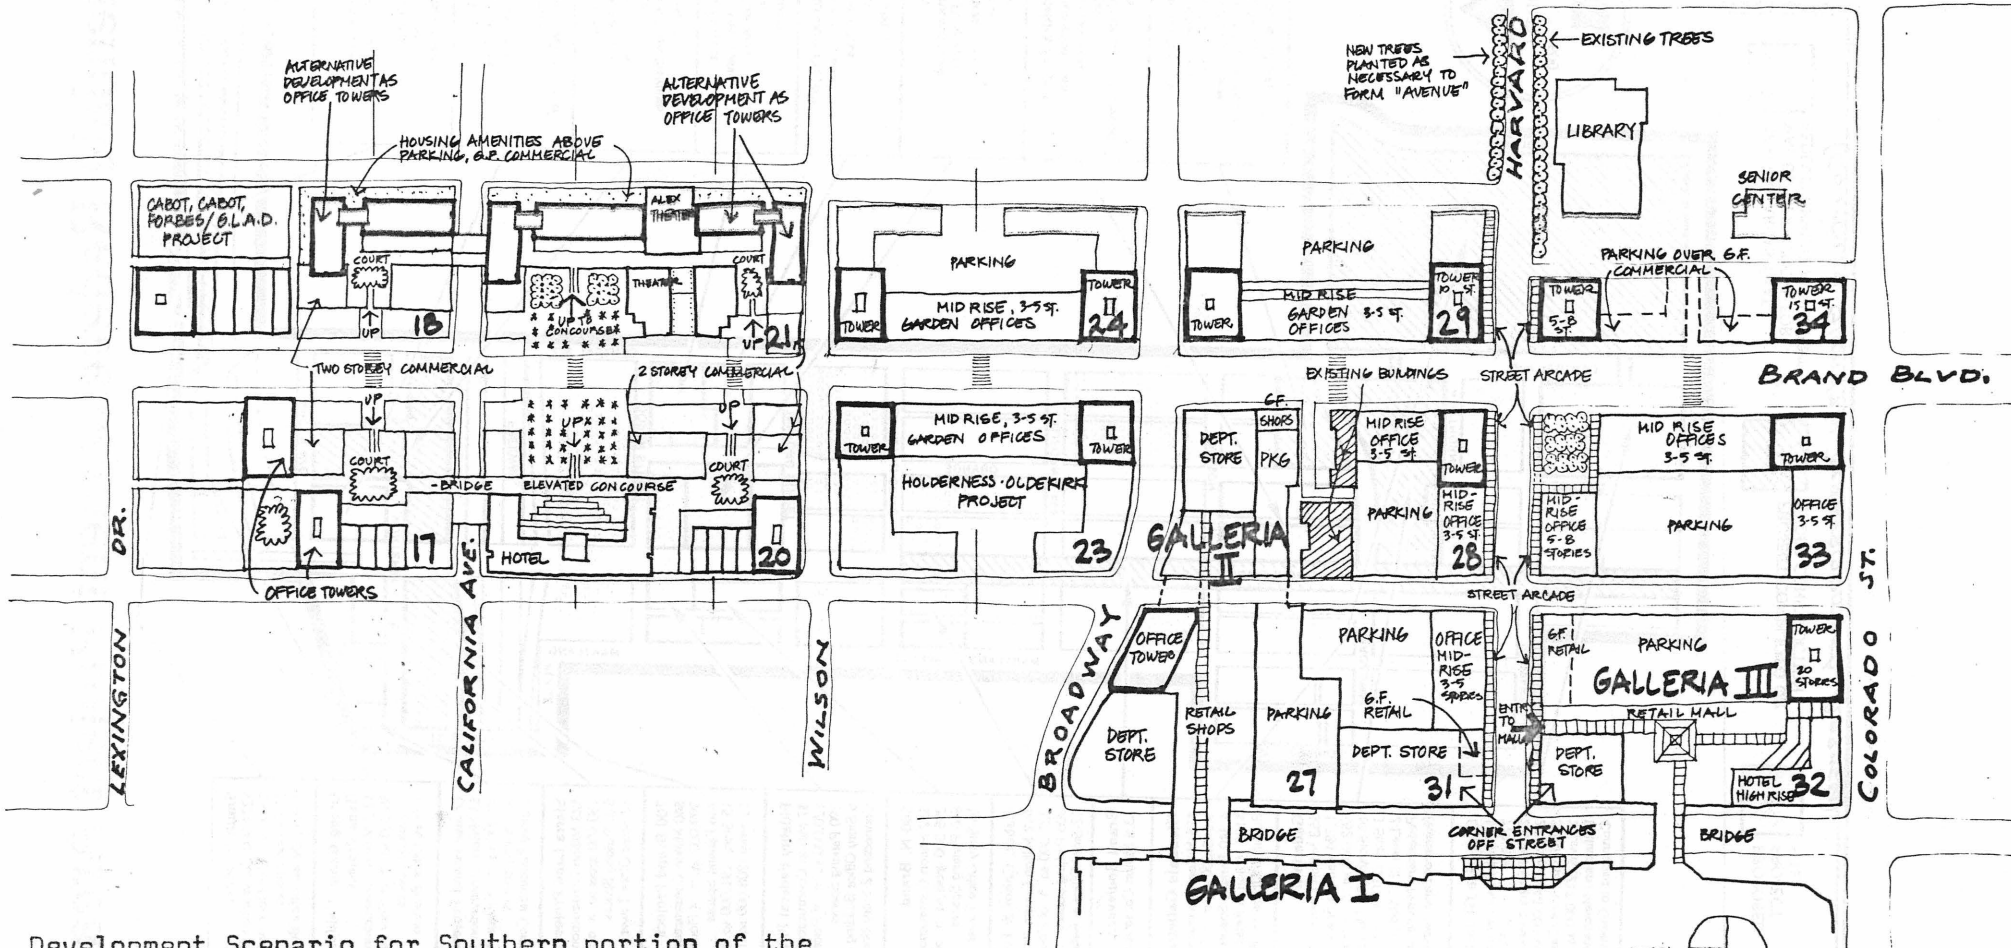 ALTERNATIVE
DEVELOPMENT AS
OFFICE TOWERS
HOUSING AMENITIES ABOVE
PARKING, G.F. COMMERCIAL
ALTERNATIVE
DEVELOPMENT AS
OFFICE TOWERS
NEW TREES
PLANTED AS
NECESSARY TO
FORM "AVENUE"
HARVARD
EXISTING TREES
LIBRARY
SENIOR
CENTER
CABOT, CABOT,
FORBES/G.L.A.D.
PROJECT
COURT
UP
18
ALEX
THEATER
THEATER
UP TO
CONCOURSE
COURT
UP
21
PARKING
TOWER
MID RISE, 3-5 ST.
GARDEN OFFICES
TOWER
24
PARKING
TOWER
MID RISE
GARDEN
OFFICES
3-5 ST.
TOWER
10 ST.
29
PARKING OVER G.F.
COMMERCIAL
TOWER
5-8
ST.
TOWER
15 ST.
34
TWO STOREY COMMERCIAL
2 STOREY COMMERCIAL
EXISTING BUILDINGS
STREET ARCADE
BRAND BLVD.
UP
COURT
OFFICE TOWERS
17
BRIDGE
UP
ELEVATED CONCOURSE
HOTEL
UP
COURT
20
TOWER
MID RISE, 3-5 ST.
GARDEN OFFICES
TOWER
HOLDERNESS-OLDEKIRK
PROJECT
23
DEPT.
STORE
G.F.
SHOPS
PKG
GALLERIA
II
MID RISE
OFFICE
3-5 ST.
TOWER
PARKING
MID-
RISE
OFFICE
3-5 ST.
28
MID-
RISE
OFFICE
5-8
STORIES
MID RISE
OFFICES
3-5 ST.
TOWER
PARKING
OFFICE
3-5 ST.
33
STREET ARCADE
LEXINGTON DR.
CALIFORNIA AVE.
WILSON
BROADWAY
COLORADO ST.
OFFICE
TOWER
DEPT.
STORE
RETAIL
SHOPS
PARKING
27
PARKING
OFFICE
MID-
RISE
3-5
STORIES
G.F.
RETAIL
DEPT. STORE
31
ENTRY
TO
MALL
G.F.
RETAIL
PARKING
TOWER
20
STORIES
GALLERIA III
RETAIL MALL
DEPT.
STORE
HOTEL
HIGH RISE
32
BRIDGE
CORNER ENTRANCES
OFF STREET
BRIDGE
GALLERIA I
Development Scenario for Southern portion of the